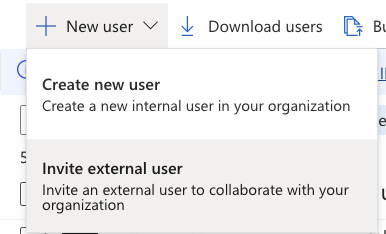 New user Download users Bu
Create new user
Create a new internal user in your organization
Invite external user
Invite an external user to collaborate with your
organization